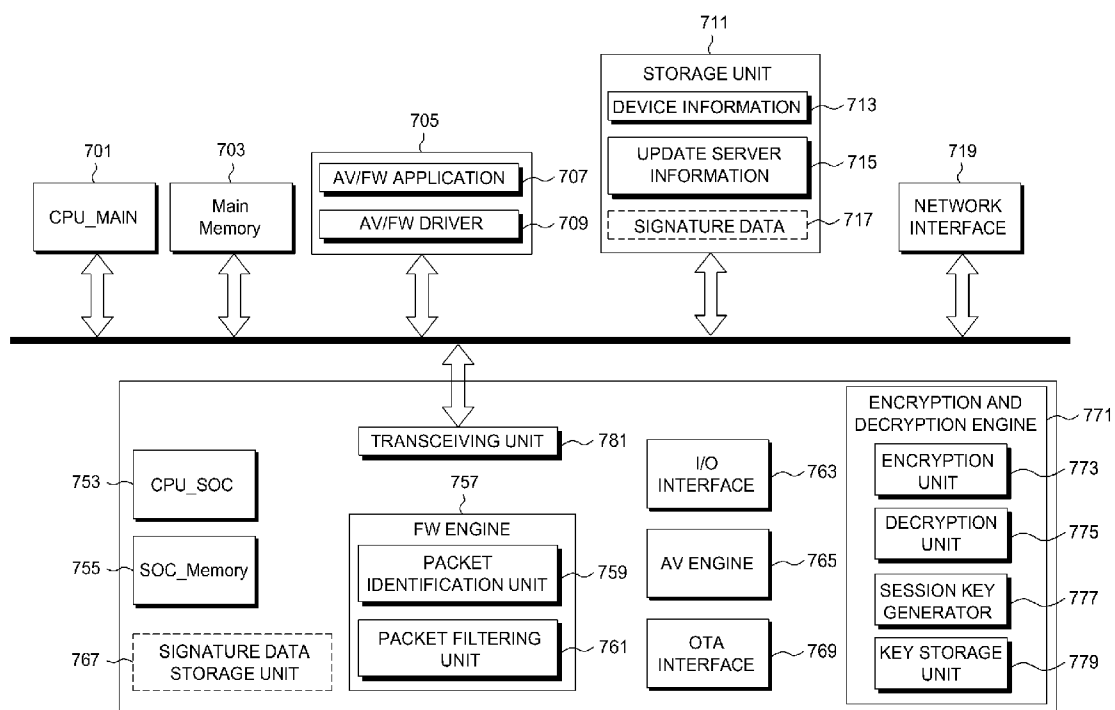 711
STORAGE UNIT
DEVICE INFORMATION
713
705
701
703
UPDATE SERVER
INFORMATION
715
719
AV/FW APPLICATION
707
CPU_MAIN
Main
Memory
NETWORK
INTERFACE
AV/FW DRIVER
709
SIGNATURE DATA
717
ENCRYPTION AND
DECRYPTION ENGINE
771
TRANSCEIVING UNIT
781
753
CPU_SOC
757
I/O
INTERFACE
763
ENCRYPTION
UNIT
773
FW ENGINE
DECRYPTION
UNIT
775
755
SOC_Memory
PACKET
IDENTIFICATION UNIT
759
AV ENGINE
765
SESSION KEY
GENERATOR
777
767
SIGNATURE DATA
STORAGE UNIT
PACKET FILTERING
UNIT
761
OTA
INTERFACE
769
KEY STORAGE
UNIT
779